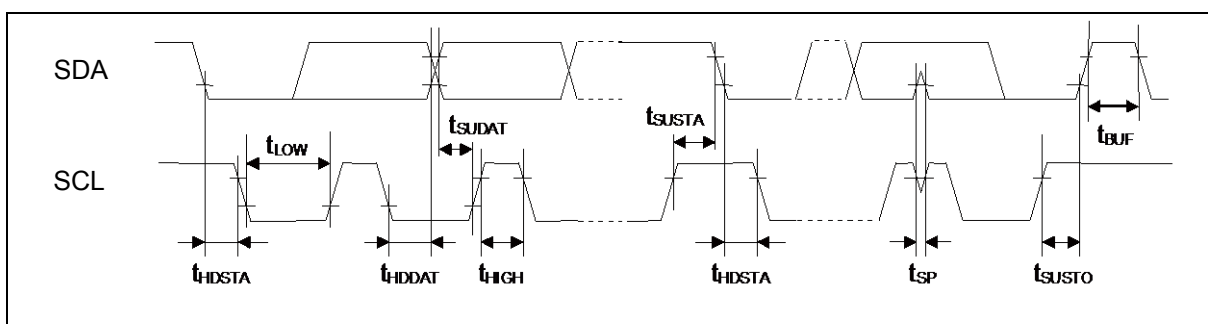 SDA
tSUDAT
tSUSTA
tLOW
tBUF
SCL
tHDSTA
tHDDAT
tHIGH
tHDSTA
tSP
tSUSTO